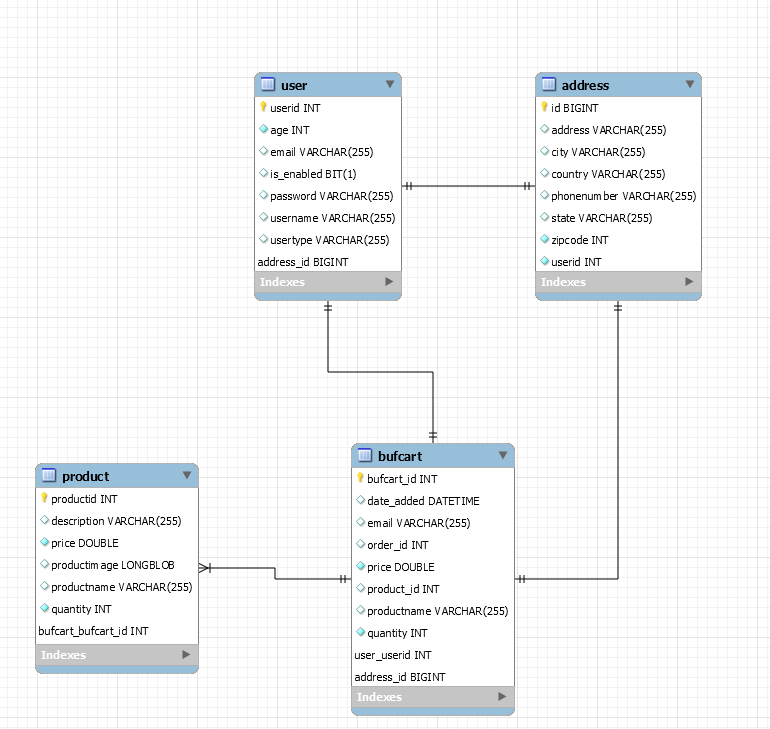 user
userid INT
age INT
email VARCHAR(255)
is_enabled BIT(1)
password VARCHAR(255)
username VARCHAR(255)
usertype VARCHAR(255)
address_id BIGINT
Indexes
address
id BIGINT
address VARCHAR(255)
city VARCHAR(255)
country VARCHAR(255)
phonenumber VARCHAR(255)
state VARCHAR(255)
zipcode INT
userid INT
Indexes
product
productid INT
description VARCHAR(255)
price DOUBLE
productimage LONGBLOB
productname VARCHAR(255)
quantity INT
bufcart_bufcart_id INT
Indexes
bufcart
bufcart_id INT
date_added DATETIME
email VARCHAR(255)
order_id INT
price DOUBLE
product_id INT
productname VARCHAR(255)
quantity INT
user_userid INT
address_id BIGINT
Indexes